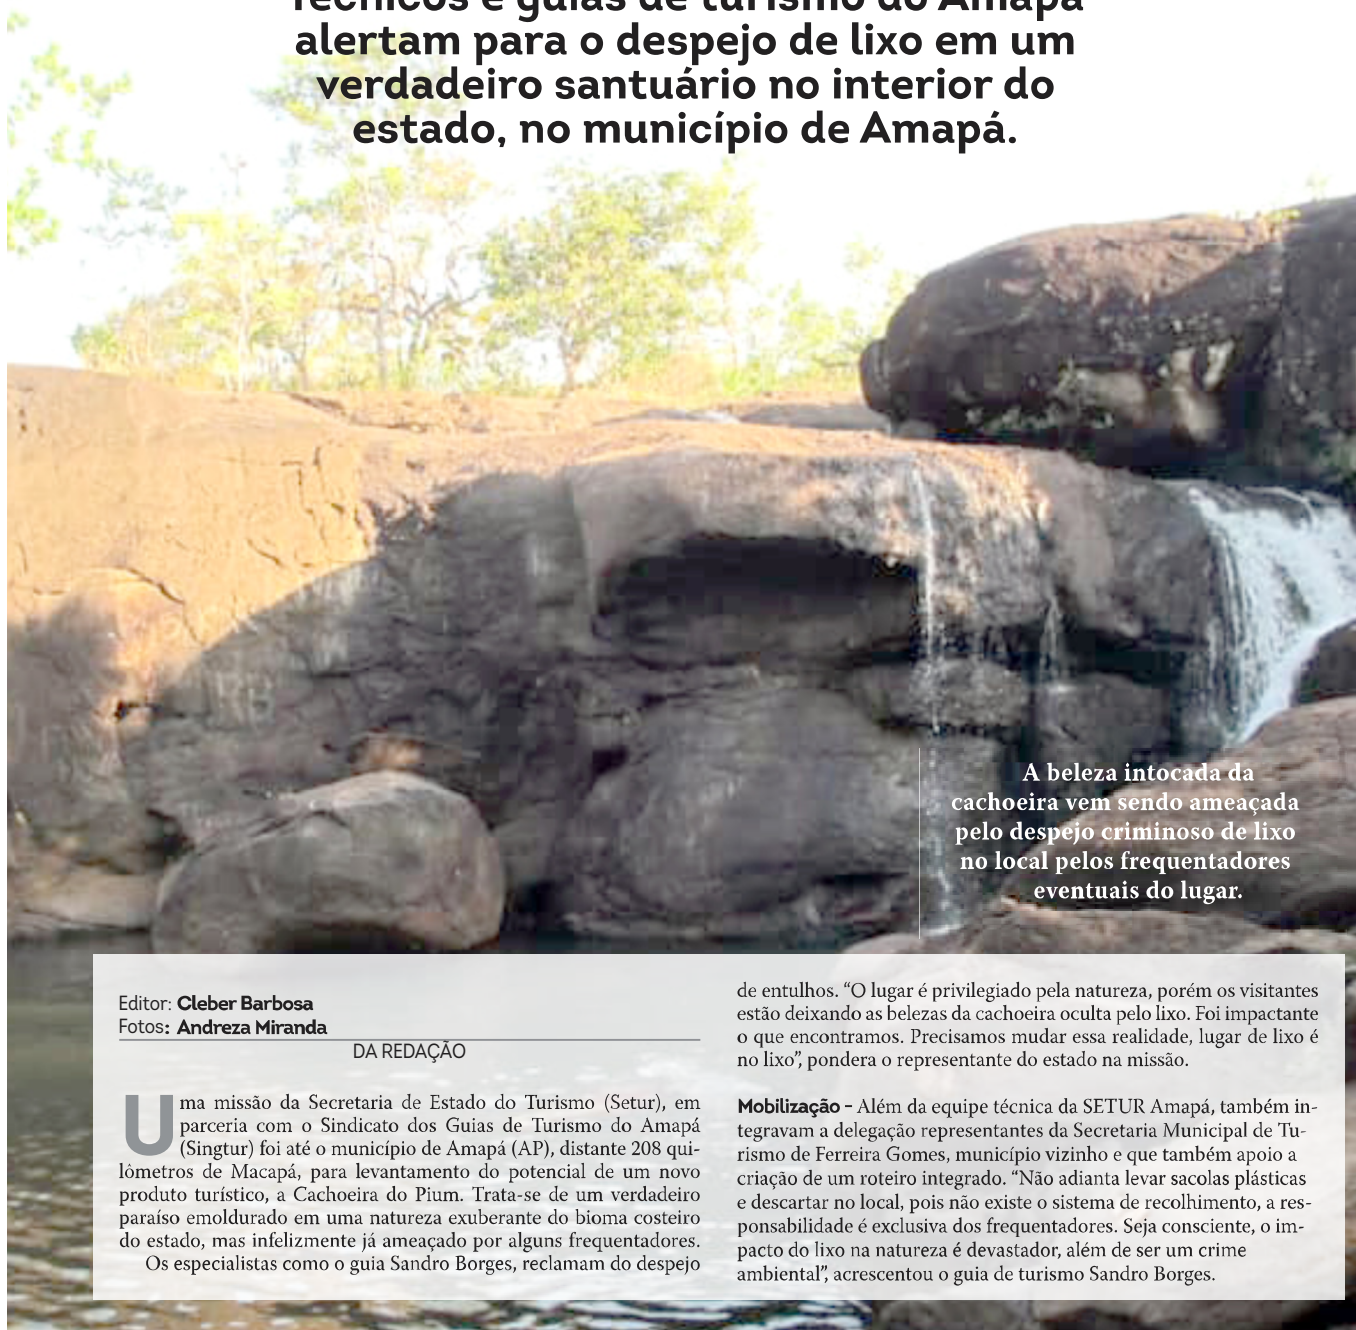 Técnicos e guias de turismo do Amapá
alertam para o despejo de lixo em um
verdadeiro santuário no interior do
estado, no município de Amapá.
A beleza intocada da
cachoeira vem sendo ameaçada
pelo despejo criminoso de lixo
no local pelos frequentadores
eventuais do lugar.
Editor: Cleber Barbosa
Fotos: Andreza Miranda
DA REDAÇÃO
Uma missão da Secretaria de Estado do Turismo (Setur), em
parceria com o Sindicato dos Guias de Turismo do Amapá
(Singtur) foi até o município de Amapá (AP), distante 208 qui-
lômetros de Macapá, para levantamento do potencial de um novo
produto turístico, a Cachoeira do Pium. Trata-se de um verdadeiro
paraíso emoldurado em uma natureza exuberante do bioma costeiro
do estado, mas infelizmente já ameaçado por alguns frequentadores.
Os especialistas como o guia Sandro Borges, reclamam do despejo
de entulhos. “O lugar é privilegiado pela natureza, porém os visitantes
estão deixando as belezas da cachoeira oculta pelo lixo. Foi impactante
o que encontramos. Precisamos mudar essa realidade, lugar de lixo é
no lixo”, pondera o representante do estado na missão.
Mobilização – Além da equipe técnica da SETUR Amapá, também in-
tegravam a delegação representantes da Secretaria Municipal de Tu-
rismo de Ferreira Gomes, município vizinho e que também apoio a
criação de um roteiro integrado. “Não adianta levar sacolas plásticas
e descartar no local, pois não existe o sistema de recolhimento, a res-
ponsabilidade é exclusiva dos frequentadores. Seja consciente, o im-
pacto do lixo na natureza é devastador, além de ser um crime
ambiental”, acrescentou o guia de turismo Sandro Borges.